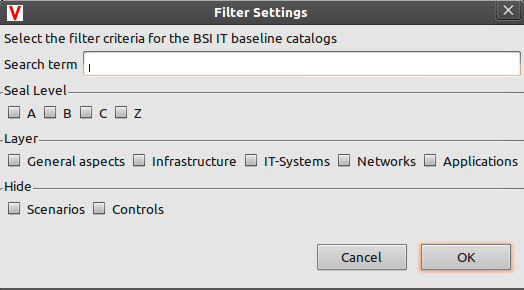 V Filter Settings
Select the filter criteria for the BSI IT baseline catalogs
Search term
Seal Level
A B C Z
Layer
General aspects Infrastructure IT-Systems Networks Applications
Hide
Scenarios Controls
Cancel OK